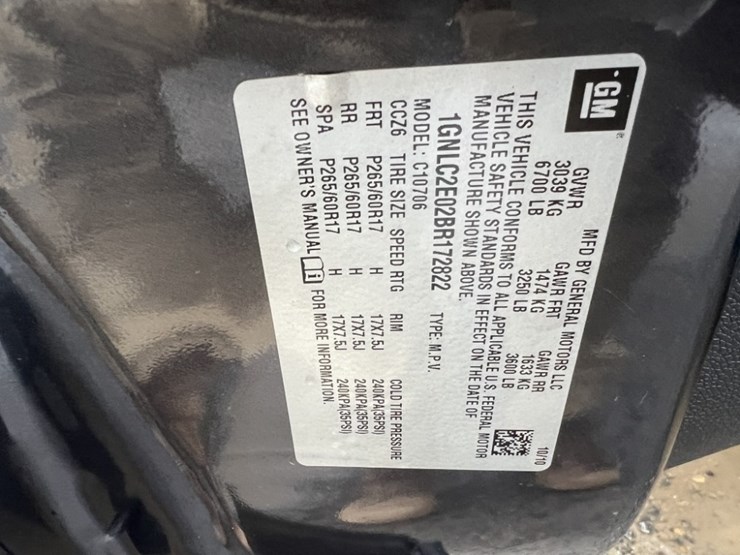 GM
MFD BY GENERAL MOTORS LLC 10/10
GVWR GAWR FRT GAWR RR
3039 KG 1474 KG 1633 KG
6700 LB 3250 LB 3600 LB
THIS VEHICLE CONFORMS TO ALL APPLICABLE U.S. FEDERAL MOTOR
VEHICLE SAFETY STANDARDS IN EFFECT ON THE DATE OF
MANUFACTURE SHOWN ABOVE.
1GNLC2E02BR172822 TYPE: M.P.V.
MODEL: C10706
CCZ6 TIRE SIZE SPEED RTG RIM COLD TIRE PRESSURE
FRT P265/60R17 H 17X7.5J 240KPA(35PSI)
RR P265/60R17 H 17X7.5J 240KPA(35PSI)
SPA P265/60R17 H 17X7.5J 240KPA(35PSI)
SEE OWNER'S MANUAL FOR MORE INFORMATION.